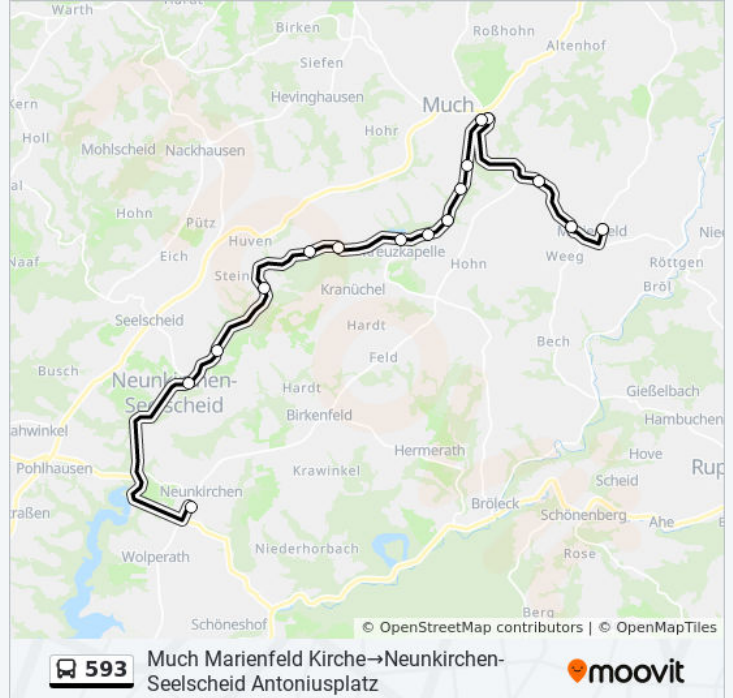 Warth
Birken
Roßhohn
Altenhof
Siefen
Hevinghausen
Much
Hohr
Holl
Mohlscheid
Nackhausen
Hohn
Pütz
Huven
Eich
Stein
Kranüchel
Hohn
Weeg
Röttgen
Bröl
Seelscheid
Hardt
Feld
Bech
Busch
Neunkirchen-
Seelscheid
Hardt
Birkenfeld
Gießelbach
Hambuchen
Pohlhausen
Krawinkel
Hermerath
Hove
Scheid
Neunkirchen
Bröleck
Schönenberg
Ahe
Wolperath
Niederhorbach
Rose
Berg
Schöneshof
© OpenStreetMap contributors | © OpenMapTiles
593
Much Marienfeld Kirche→Neunkirchen-
Seelscheid Antoniusplatz
moovit